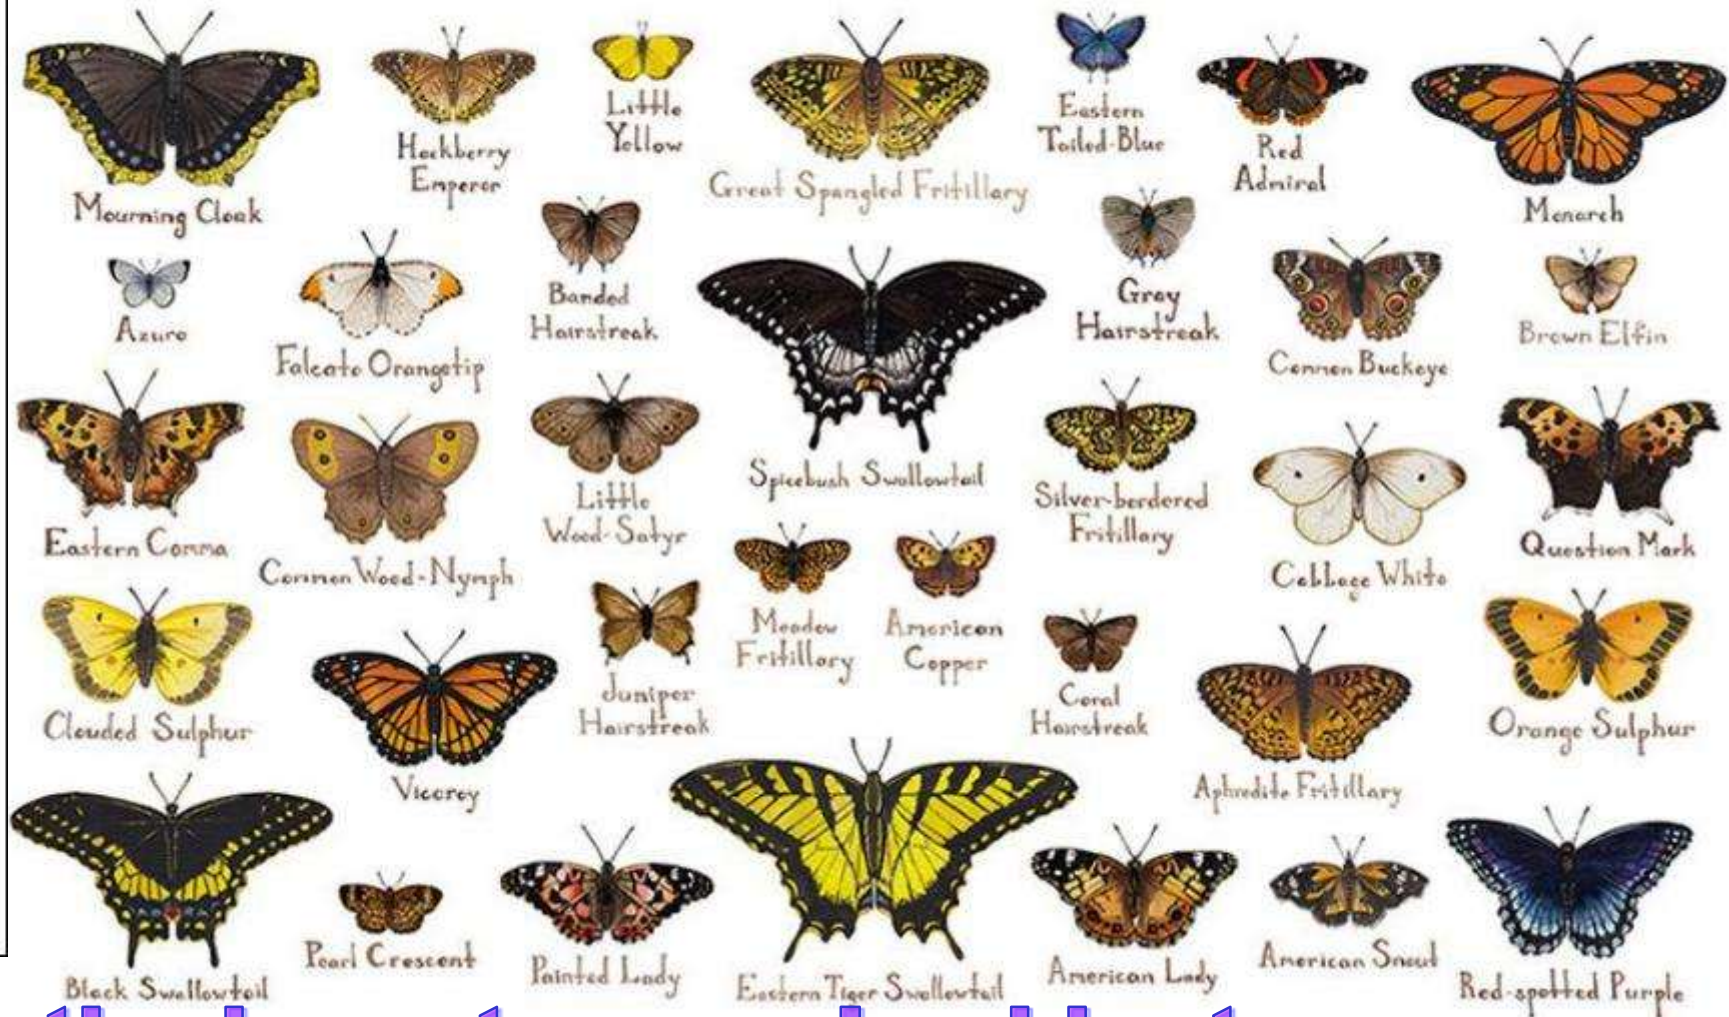 Mourning Cloak
Hackberry
Emperor
Little
Yellow
Great Spangled Fritillary
Eastern
Tailed-Blue
Red
Admiral
Monarch
Azure
Falcate Orangetip
Banded
Hairstreak
Gray
Hairstreak
Common Buckeye
Brown Elfin
Eastern Comma
Common Wood-Nymph
Little
Wood-Satyr
Spicebush Swallowtail
Silver-bordered
Fritillary
Cabbage White
Question Mark
Clouded Sulphur
Viceroy
Juniper
Hairstreak
Meadow
Fritillary
American
Copper
Coral
Hairstreak
Aphrodite Fritillary
Orange Sulphur
Black Swallowtail
Pearl Crescent
Painted Lady
Eastern Tiger Swallowtail
American Lady
American Snout
Red-spotted Purple